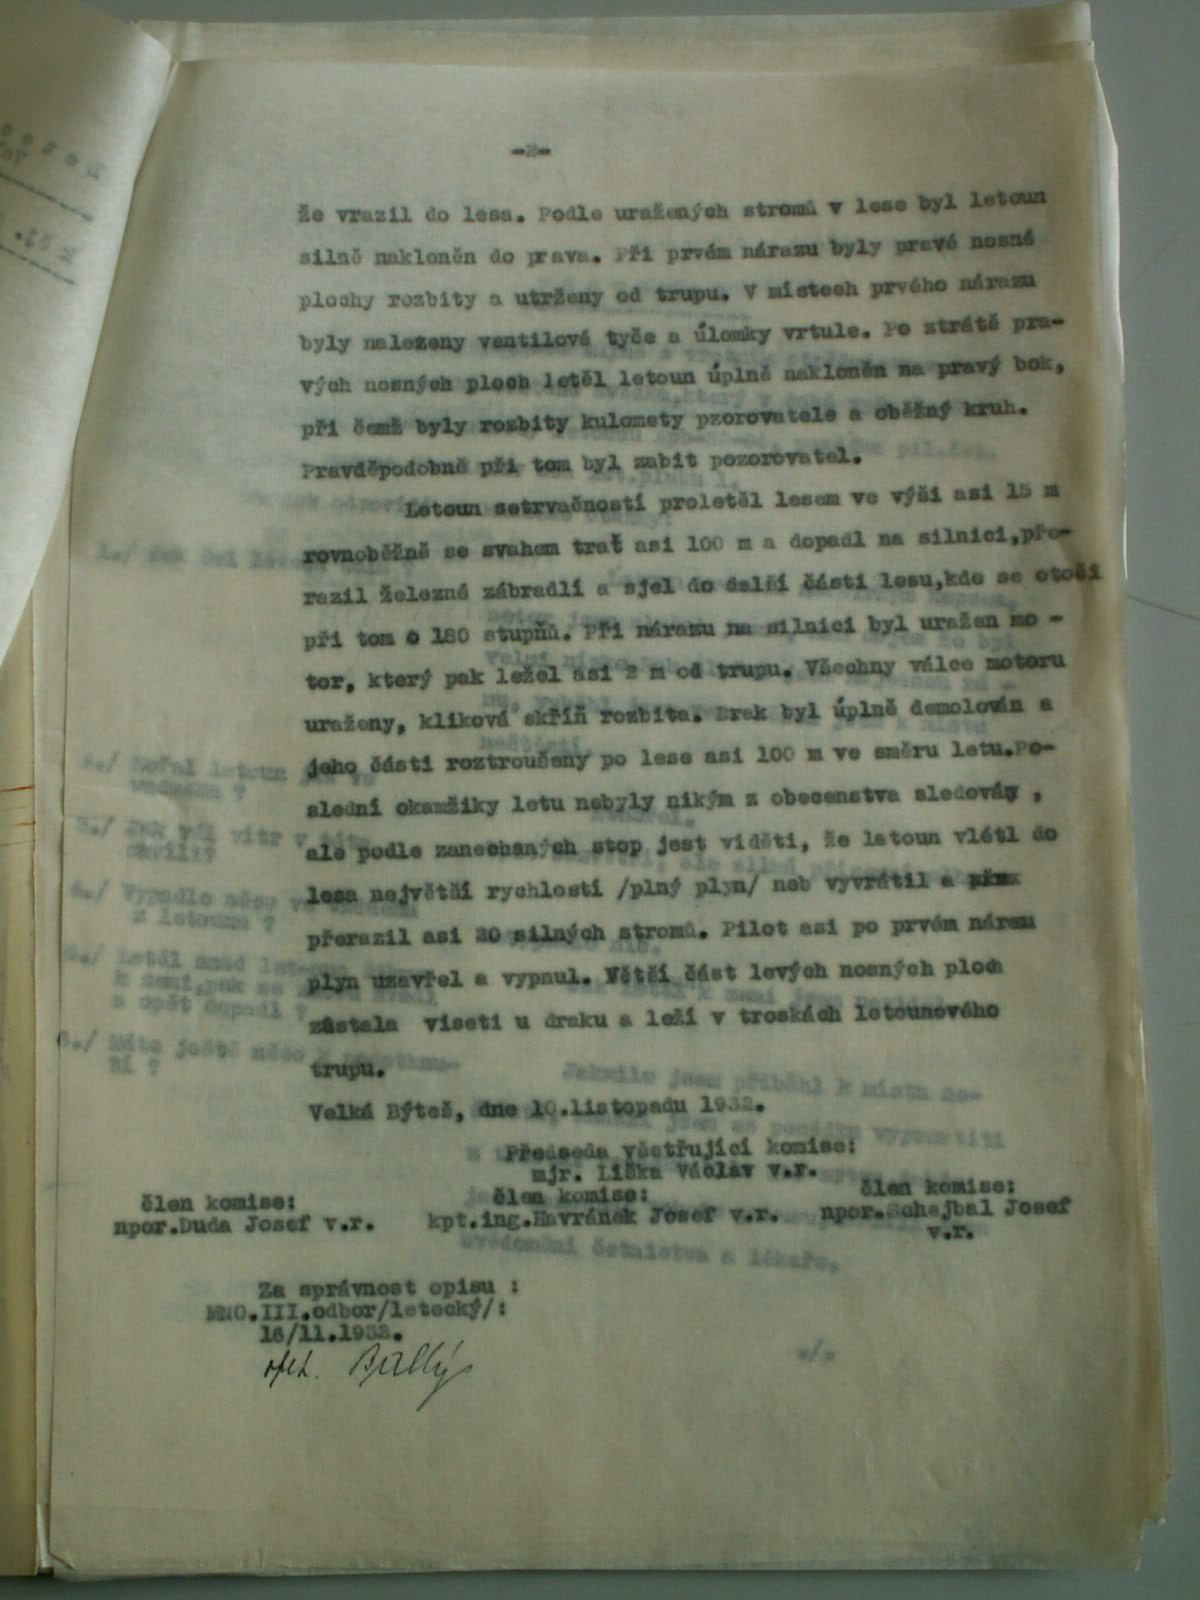 -2-
že vrazil do lesa. Podle uražených stromů v lese byl letoun
silně nakloněn do prava. Při prvém nárazu byly pravé nosné
plochy rozbity a utrženy od trupu. V místech prvého nárazu
byly nalezeny ventilové tyče a úlomky vrtule. Po ztrátě pra-
vých nosných ploch letěl letoun úplně nakloněn na pravý bok,
při čemž byly rozbity kulomety pzorovatele a oběžný kruh.
Pravděpodobně při tom byl zabit pozorovatel.
Letoun setrvačností proletěl lesem ve výši asi 15 m
rovnoběžně se svahem trať asi 100 m a dopadl na silnici,pře-
razil železné zábradlí a sjel do další části lesu,kde se otočil
při tom o 180 stupňů. Při nárazu na silnici byl uražen mo -
tor, který pak ležel asi 2 m od trupu. Všechny válce motoru
uraženy, kliková skříň rozbita. Drak byl úplně demolován a
jeho části roztroušeny po lese asi 100 m ve směru letu.Po-
slední okamžiky letu nebyly nikým z obecenstva sledovány ,
ale podle zanechaných stop jest viděti, že letoun vlétl do
lesa největší rychlostí /plný plyn/ neb vyvrátil a
přerazil asi 20 silných stromů. Pilot asi po prvém nárazu
plyn uzavřel a vypnul. Větší část levých nosných ploch
zůstala viseti u draku a leží v troskách letounového
trupu.
Velká Býteš, dne 10.listopadu 1932.
Předseda všetřující komise:
mjr. Liška Václav v.r.
člen komise: člen komise: člen komise:
npor.Duda Josef v.r. kpt.ing.Havránek Josef v.r. npor.Schejbal Josef
v.r.
Za správnost opisu :
MNO.III.odbor/letecký/:
16/11.1932.